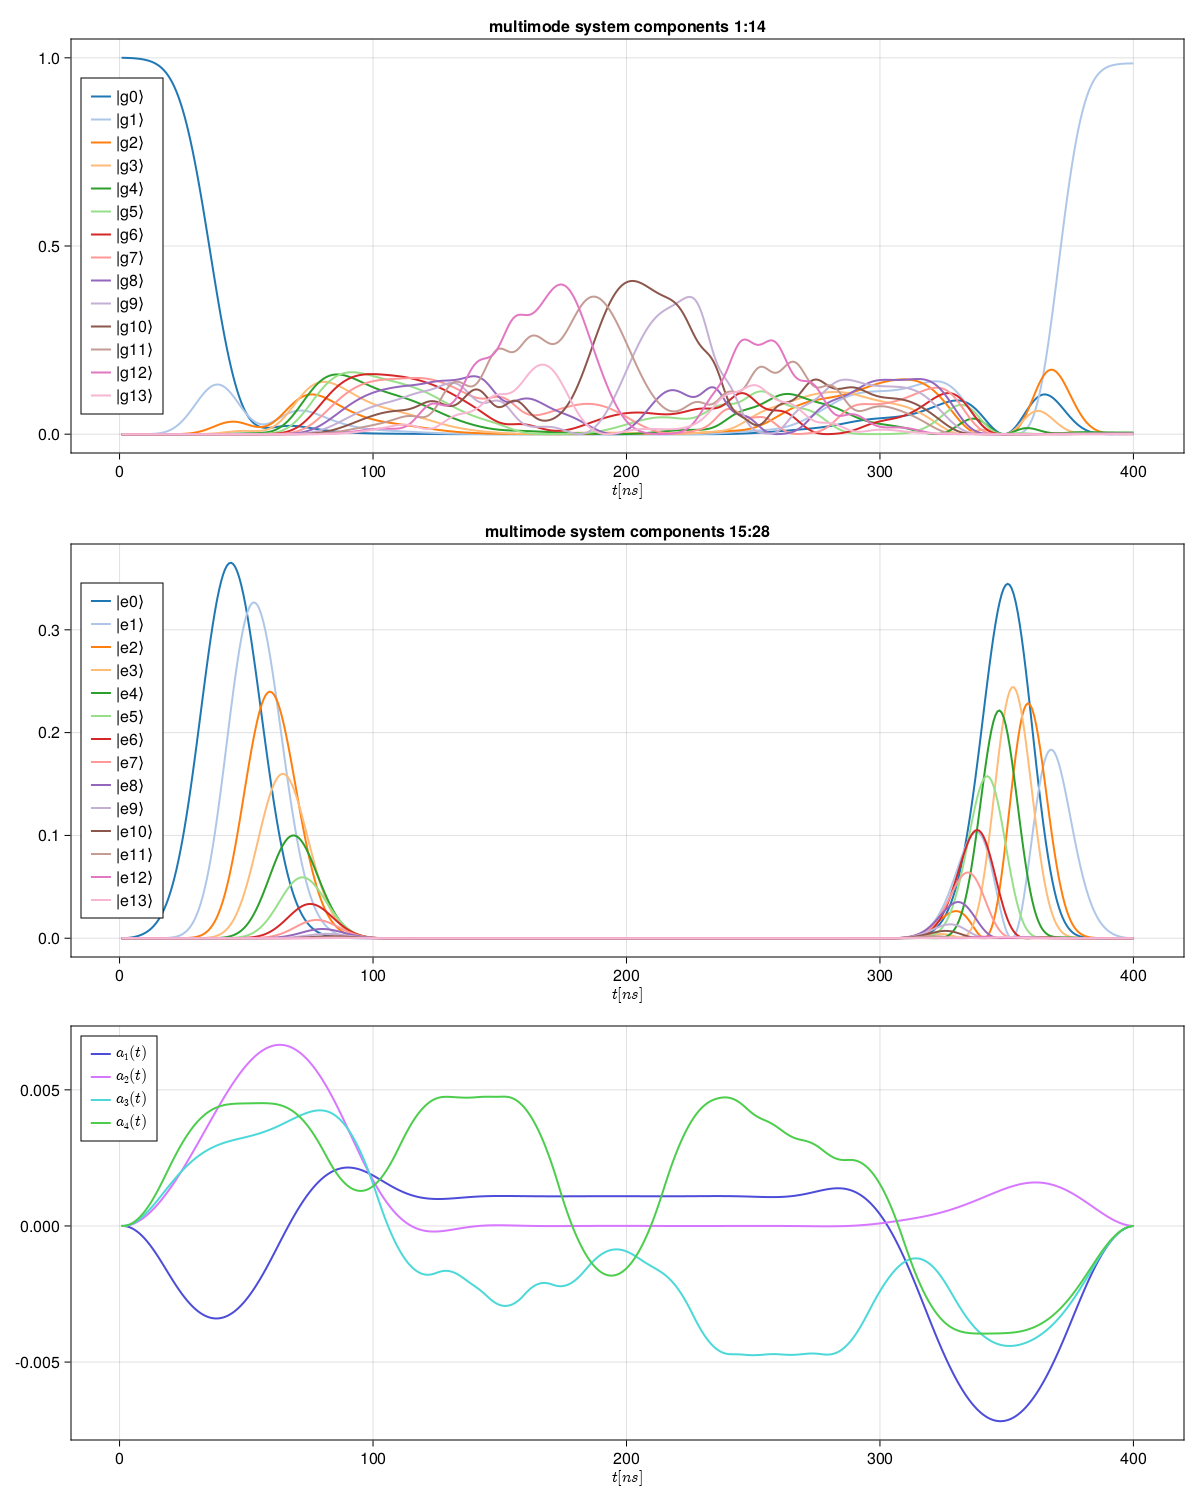 multimode system components 1:14
1.0
0.5
0.0
|g0⟩
|g1⟩
|g2⟩
|g3⟩
|g4⟩
|g5⟩
|g6⟩
|g7⟩
|g8⟩
|g9⟩
|g10⟩
|g11⟩
|g12⟩
|g13⟩
0 100 200 300 400
t[ns]
multimode system components 15:28
0.3
0.2
0.1
0.0
|e0⟩
|e1⟩
|e2⟩
|e3⟩
|e4⟩
|e5⟩
|e6⟩
|e7⟩
|e8⟩
|e9⟩
|e10⟩
|e11⟩
|e12⟩
|e13⟩
0 100 200 300 400
t[ns]
0.005
0.000
-0.005
a₁(t)
a₂(t)
a₃(t)
a₄(t)
0 100 200 300 400
t[ns]